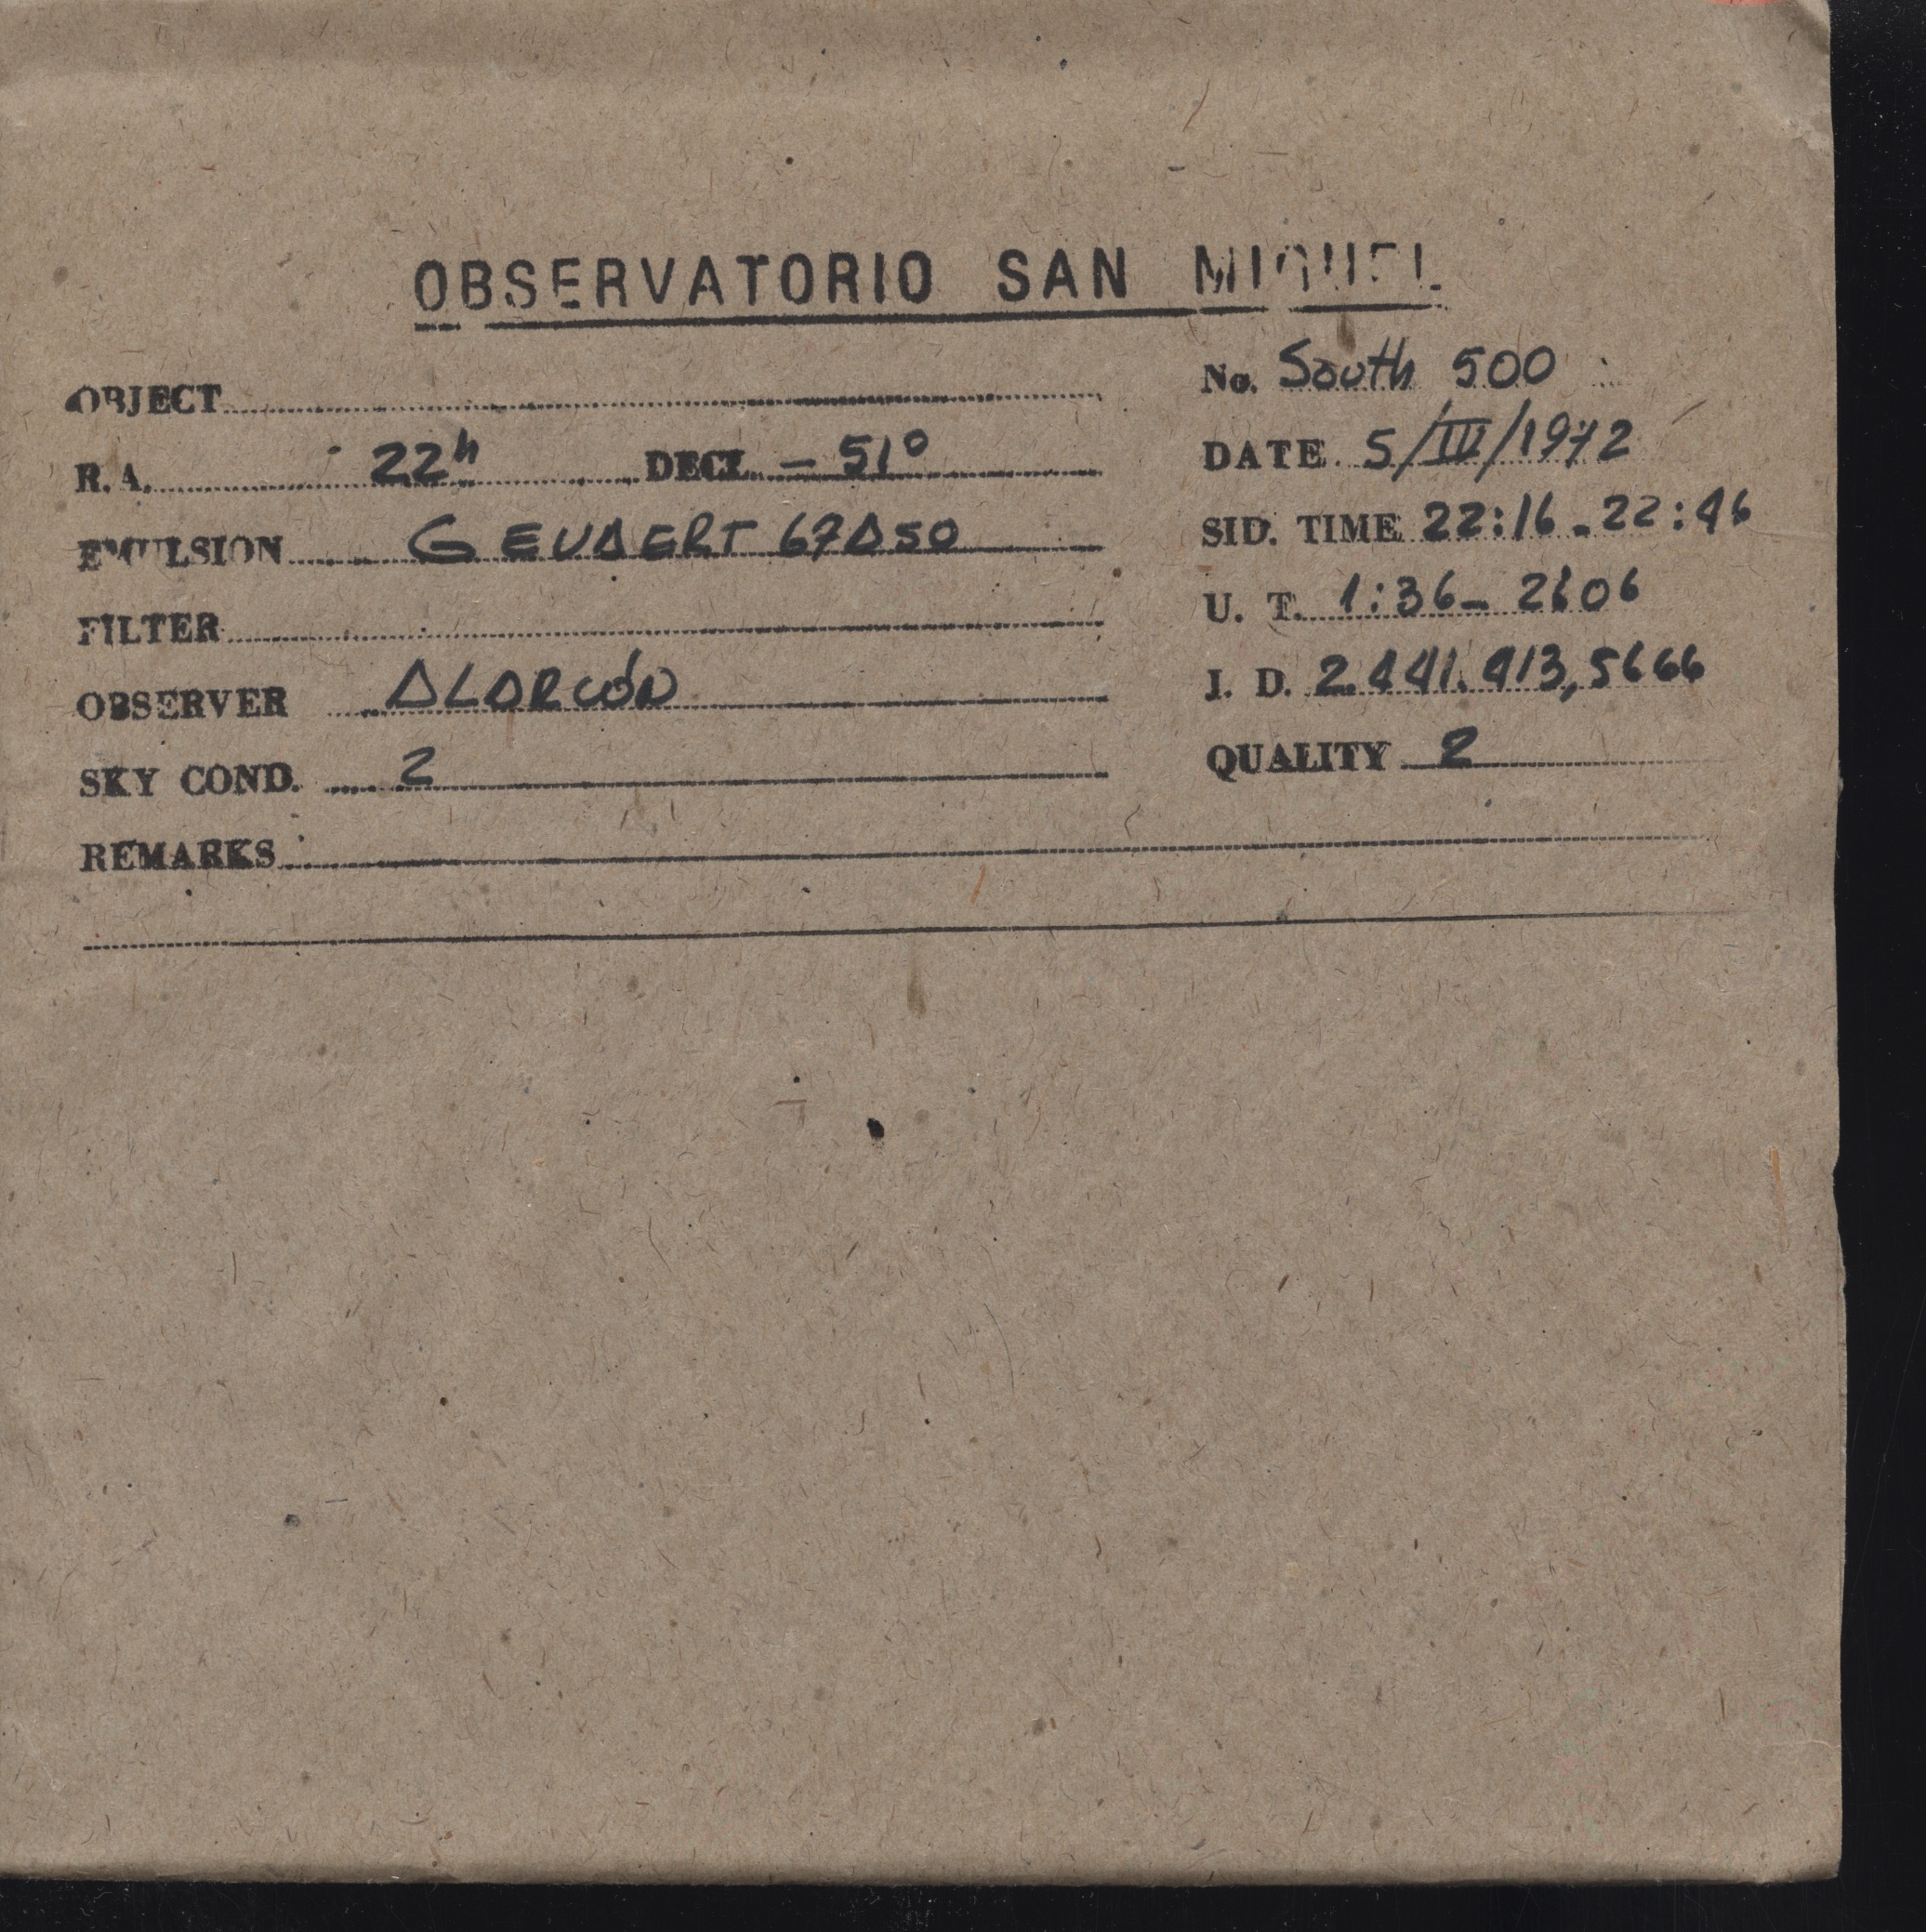 OBSERVATORIO SAN MIGUEL
OBJECT
No. South 500
R. A. 22h DECL. - 51°
DATE 5/IV/1972
EMULSION GEVAERT 67A50
SID. TIME 22:16 - 22:46
FILTER
U. T. 1:36 - 2:06
OBSERVER ALARCÓN
J. D. 2.441.413,5666
SKY COND. 2
QUALITY 2
REMARKS